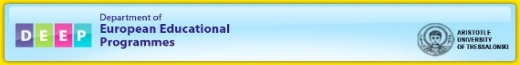 DEEP
Department of
European Educational
Programmes
ARISTOTLE
UNIVERSITY
OF THESSALONIKI